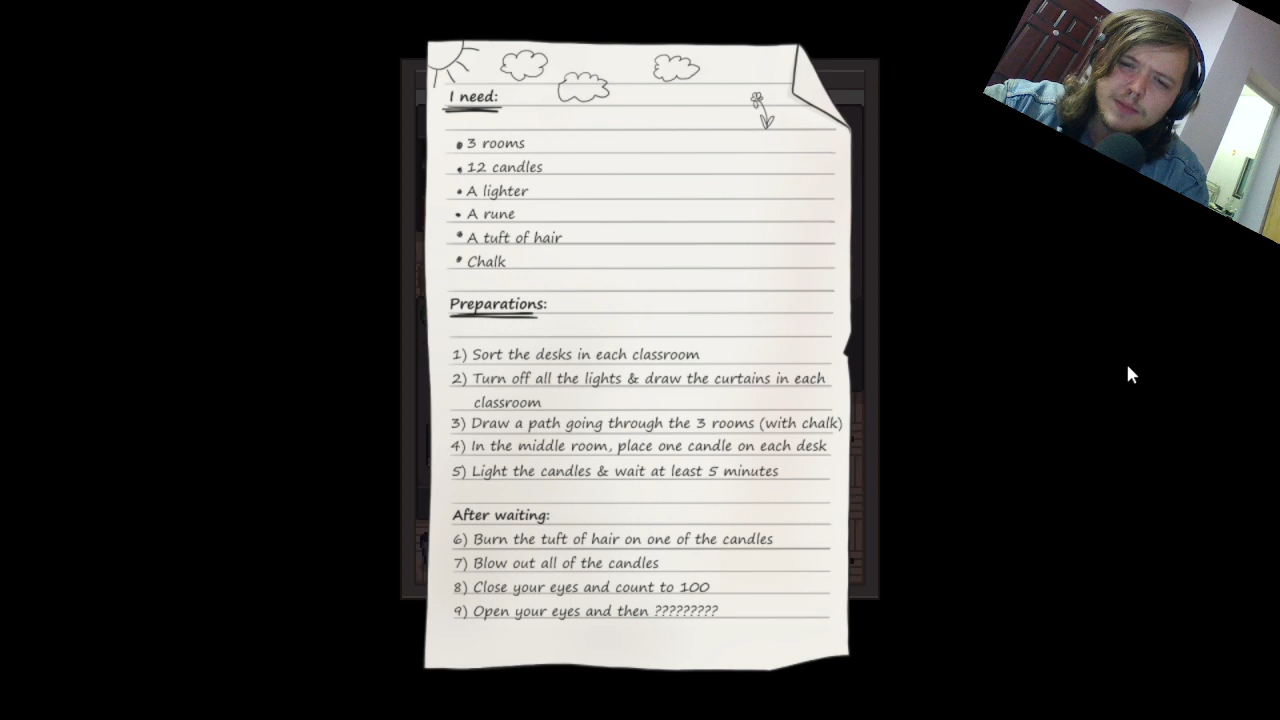 I need:
3 rooms
12 candles
A lighter
A rune
A tuft of hair
Chalk
Preparations:
1) Sort the desks in each classroom
2) Turn off all the lights & draw the curtains in each
classroom
3) Draw a path going through the 3 rooms (with chalk)
4) In the middle room, place one candle on each desk
5) Light the candles & wait at least 5 minutes
After waiting:
6) Burn the tuft of hair on one of the candles
7) Blow out all of the candles
8) Close your eyes and count to 100
9) Open your eyes and then ?????????